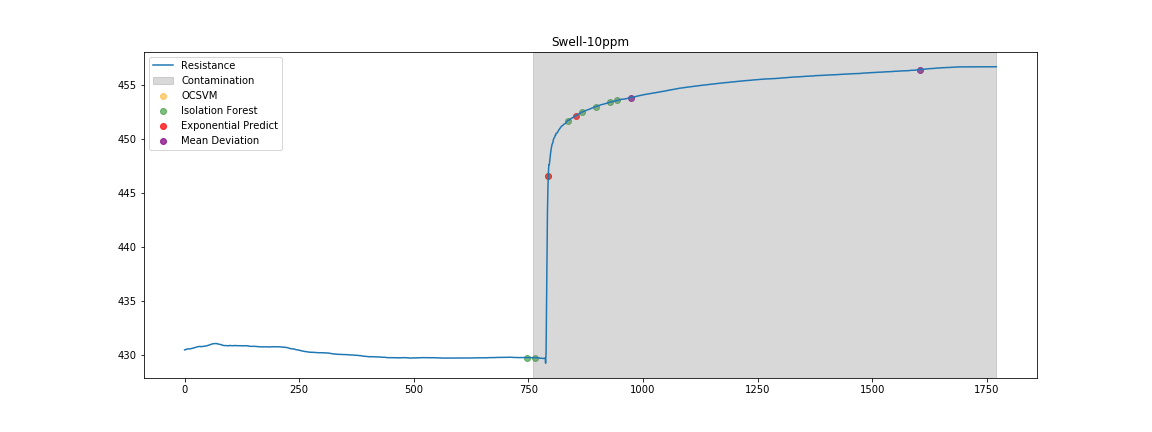 Swell-10ppm
Resistance
Contamination
OCSVM
Isolation Forest
Exponential Predict
Mean Deviation
455
450
445
440
435
430
0 250 500 750 1000 1250 1500 1750